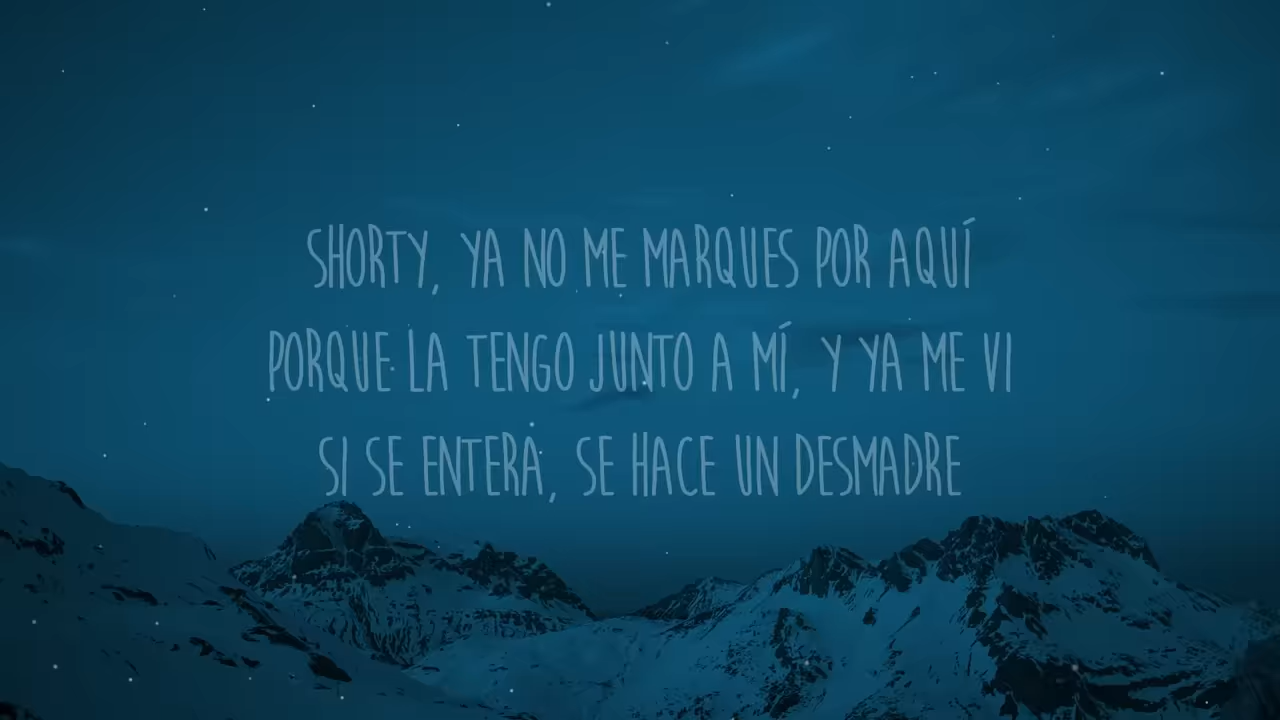 SHORTY, YA NO ME MARQUES POR AQUÍ
PORQUE LA TENGO JUNTO A MÍ, Y YA ME VI
SI SE ENTERA, SE HACE UN DESMADRE